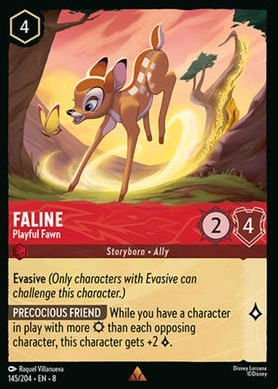 4
FALINE
Playful Fawn
2
4
Storyborn • Ally
Evasive (Only characters with Evasive can
challenge this character.)
PRECOCIOUS FRIEND While you have a character
in play with more ¤ than each opposing
character, this character gets +2 ◊.
Raquel Villanueva
145/204 • EN • 8
Disney Lorcana
©Disney